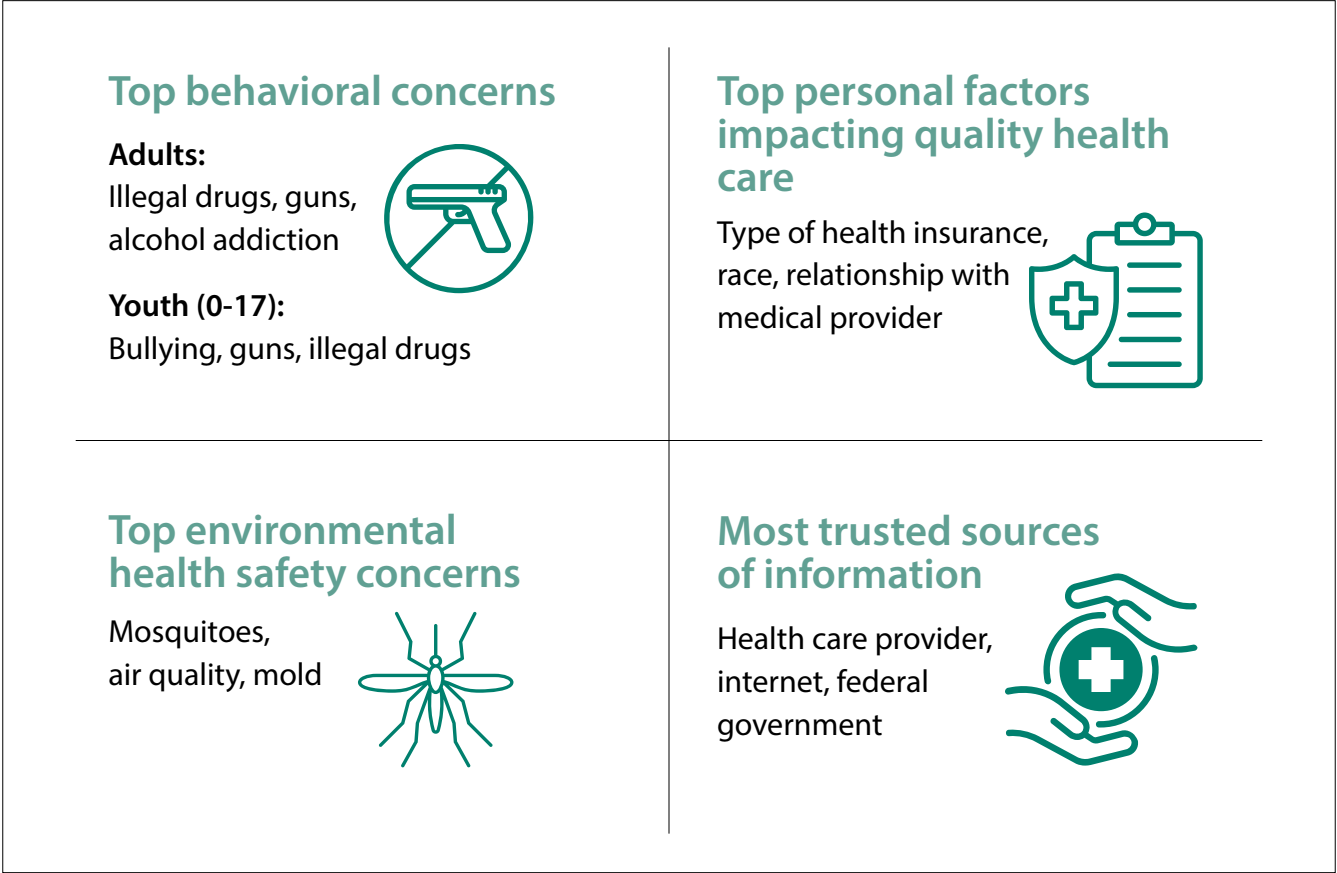 Top behavioral concerns
Adults:
Illegal drugs, guns,
alcohol addiction
Youth (0-17):
Bullying, guns, illegal drugs
Top personal factors
impacting quality health
care
Type of health insurance,
race, relationship with
medical provider
Top environmental
health safety concerns
Mosquitoes,
air quality, mold
Most trusted sources
of information
Health care provider,
internet, federal
government